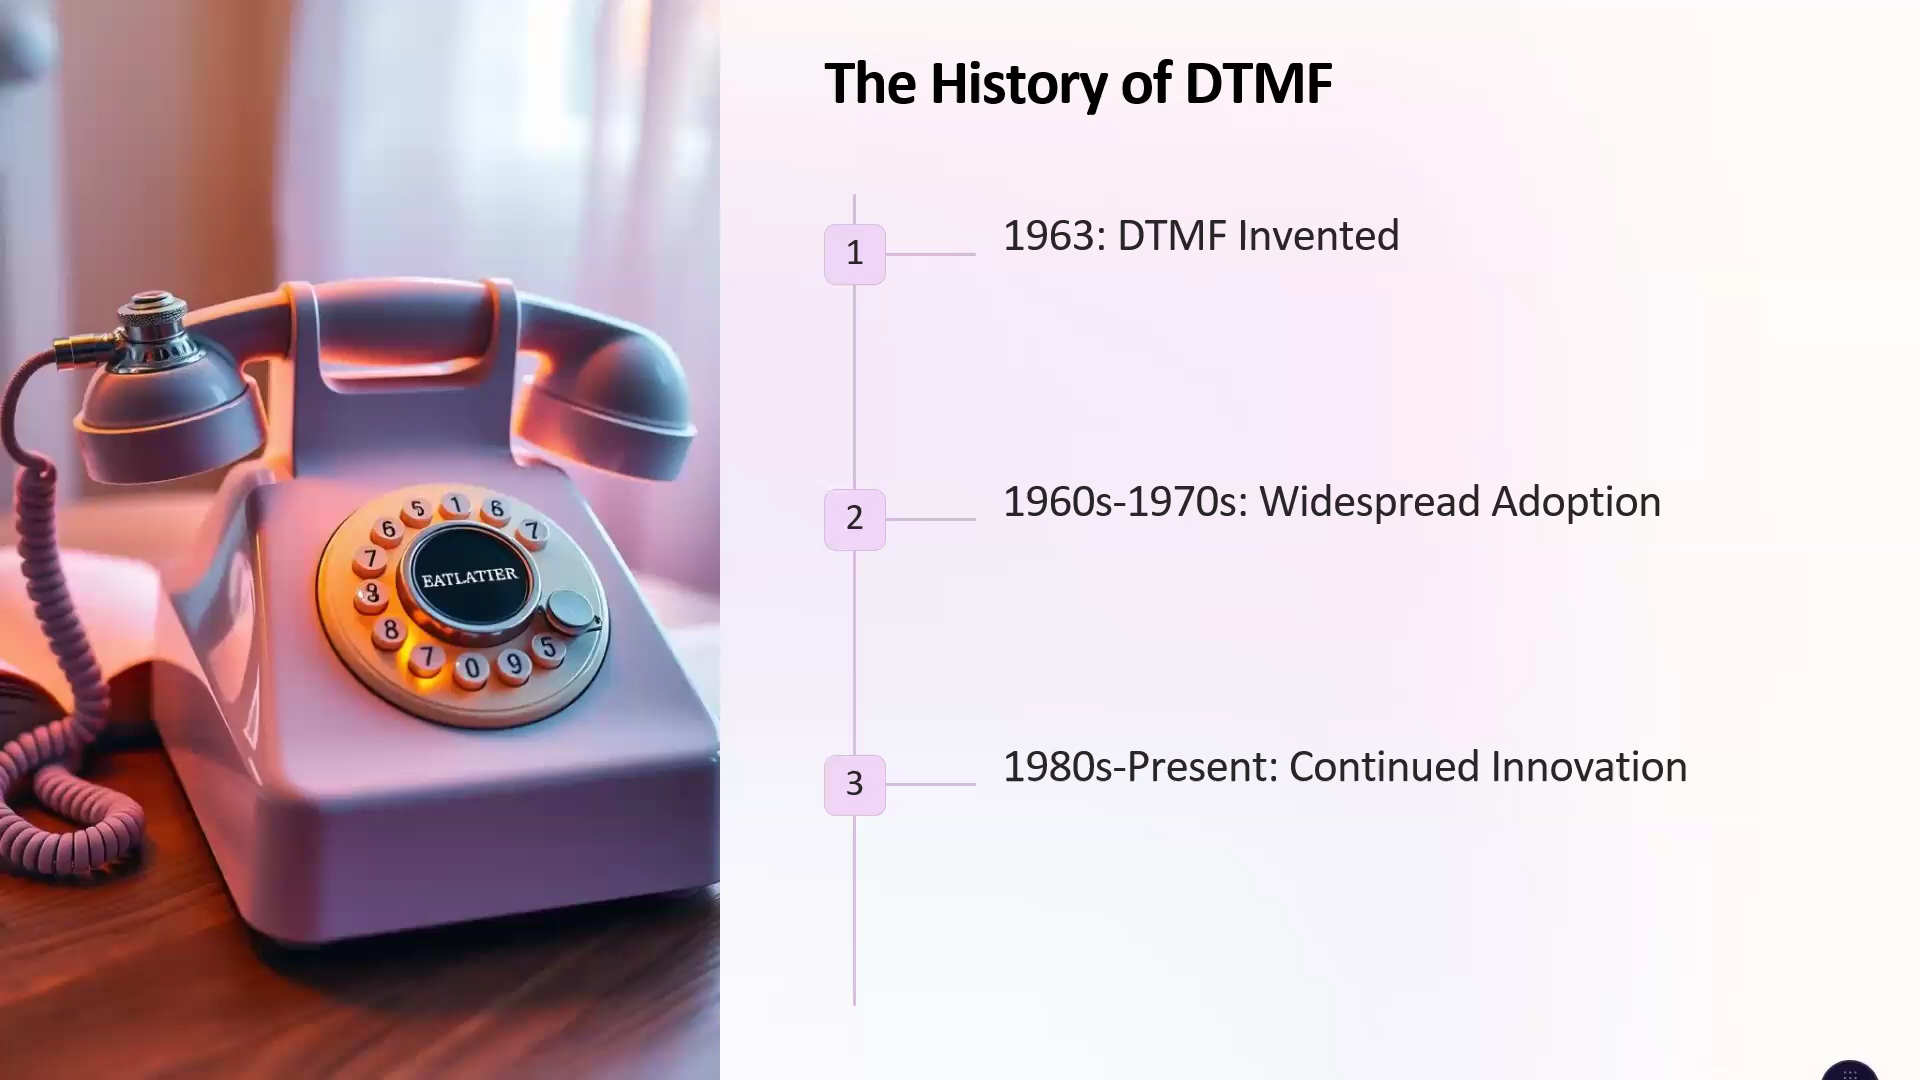 The History of DTMF
1
1963: DTMF Invented
2
1960s-1970s: Widespread Adoption
3
1980s-Present: Continued Innovation
5 1 6
6 7
7
8
EATLATIER
8
7 0 9 5